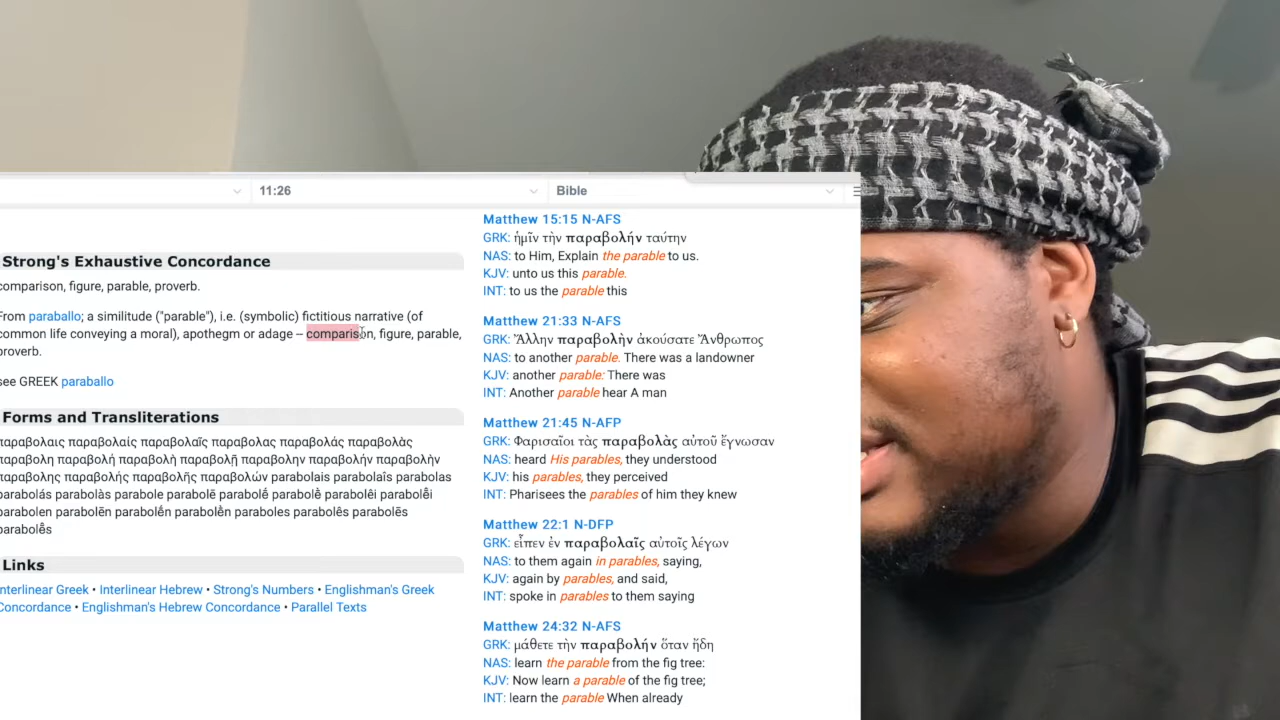 11:26
Bible
Strong's Exhaustive Concordance
comparison, figure, parable, proverb.
From paraballo; a similitude ("parable"), i.e. (symbolic) fictitious narrative (of
common life conveying a moral), apothegm or adage -- comparison, figure, parable,
proverb.
see GREEK paraballo
Forms and Transliterations
παραβολαις παραβολαίς παραβολαῖς παραβολας παραβολάς παραβολὰς
παραβολη παραβολή παραβολὴ παραβολῇ παραβολην παραβολήν παραβολὴν
παραβολης παραβολής παραβολῆς παραβολών parabolais parabolaîs parabolas
parabolás parabolàs parabole parabolē parabolḗ parabolḕ parabolêi parabolē̂i
parabolen parabolēn parabolḗn parabolḕn paraboles parabolês parabolēs
parabolē̂s
Links
Interlinear Greek • Interlinear Hebrew • Strong's Numbers • Englishman's Greek
Concordance • Englishman's Hebrew Concordance • Parallel Texts
Matthew 15:15 N-AFS
GRK: ἡμῖν τὴν παραβολήν ταύτην
NAS: to Him, Explain the parable to us.
KJV: unto us this parable.
INT: to us the parable this
Matthew 21:33 N-AFS
GRK: Ἄλλην παραβολὴν ἀκούσατε Ἄνθρωπος
NAS: to another parable. There was a landowner
KJV: another parable: There was
INT: Another parable hear A man
Matthew 21:45 N-AFP
GRK: Φαρισαῖοι τὰς παραβολὰς αὐτοῦ ἔγνωσαν
NAS: heard His parables, they understood
KJV: his parables, they perceived
INT: Pharisees the parables of him they knew
Matthew 22:1 N-DFP
GRK: εἶπεν ἐν παραβολαῖς αὐτοῖς λέγων
NAS: to them again in parables, saying,
KJV: again by parables, and said,
INT: spoke in parables to them saying
Matthew 24:32 N-AFS
GRK: μάθετε τὴν παραβολήν ὅταν ἤδη
NAS: learn the parable from the fig tree:
KJV: Now learn a parable of the fig tree;
INT: learn the parable When already